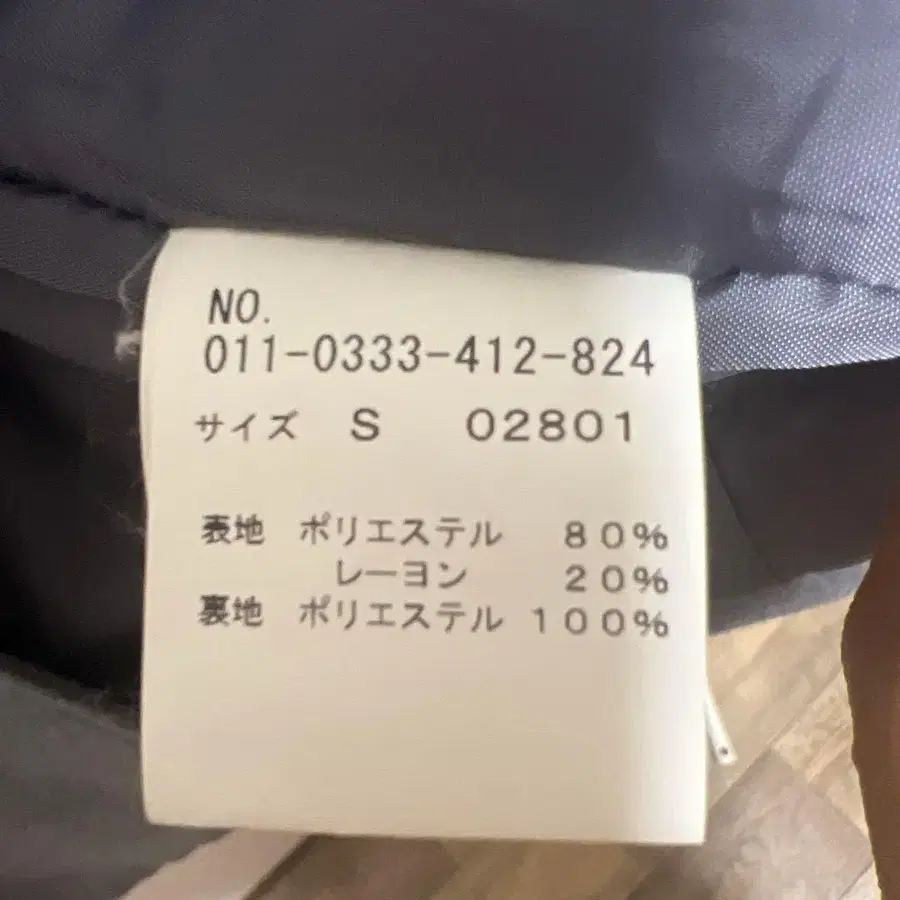 NO.
011-0333-412-824
サイズ S 02801
表地 ポリエステル 80%
レーヨン 20%
裏地 ポリエステル 100%